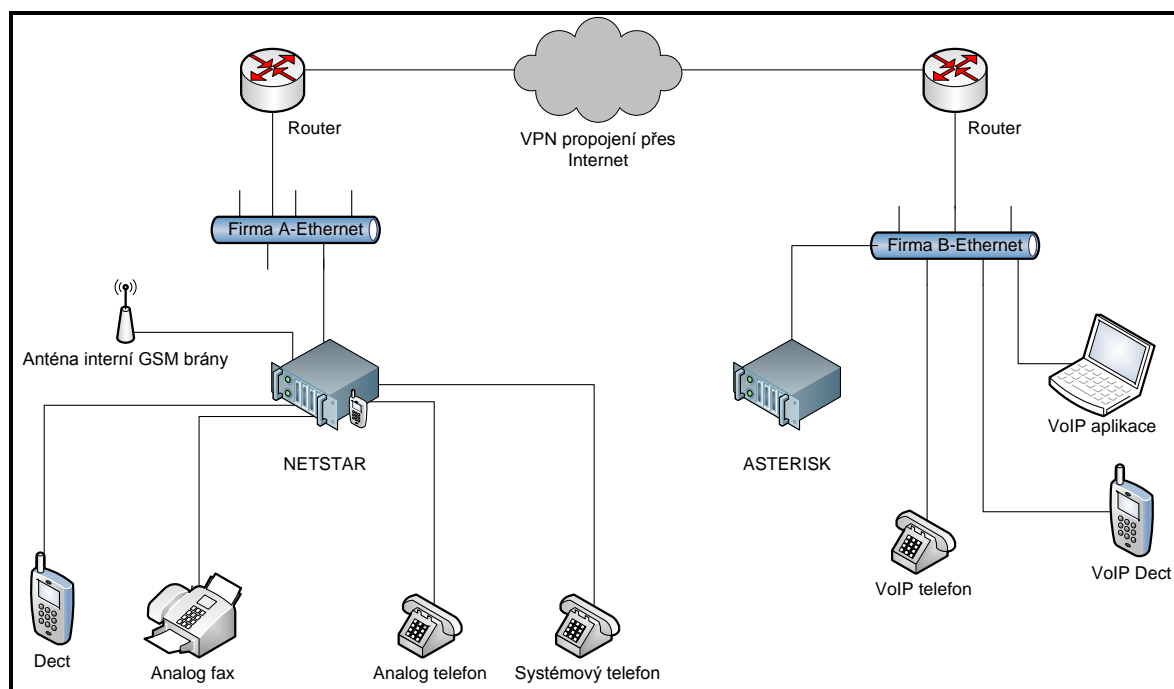 Router
VPN propojení přes
Internet
Router
Firma A-Ethernet
Firma B-Ethernet
Anténa interní GSM brány
NETSTAR
ASTERISK
VoIP aplikace
VoIP telefon
VoIP Dect
Dect
Analog fax
Analog telefon
Systémový telefon